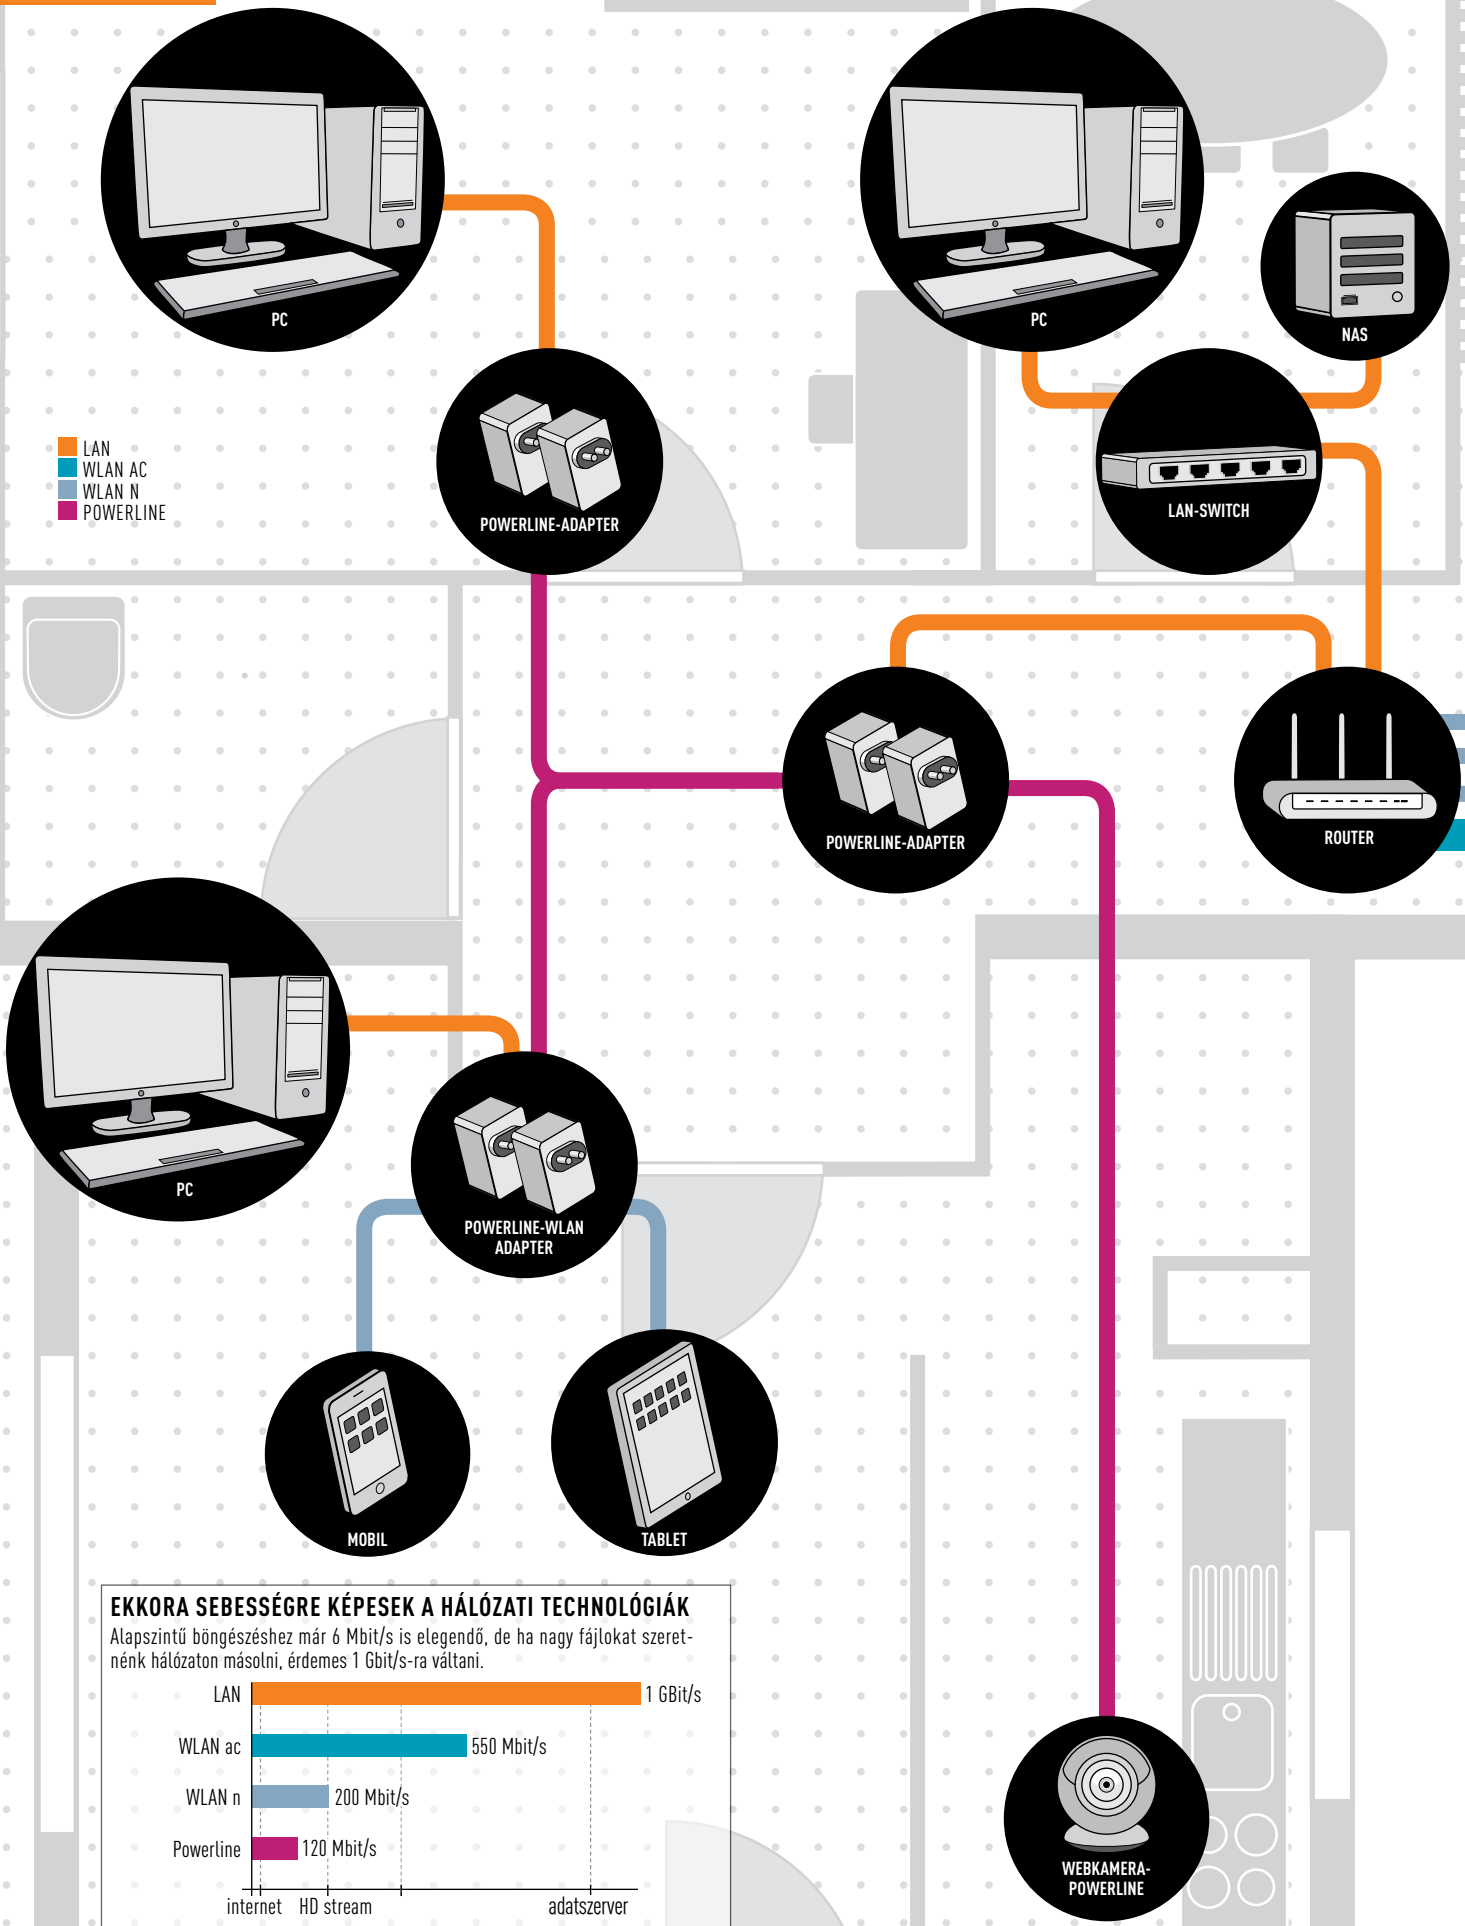 PC
PC
NAS
LAN
WLAN AC
WLAN N
POWERLINE
POWERLINE-ADAPTER
LAN-SWITCH
POWERLINE-ADAPTER
ROUTER
PC
POWERLINE-WLAN
ADAPTER
MOBIL
TABLET
EKKORA SEBESSÉGRE KÉPESEK A HÁLÓZATI TECHNOLÓGIÁK
Alapszintű böngészéshez már 6 Mbit/s is elegendő, de ha nagy fájlokat szeret-
nénk hálózaton másolni, érdemes 1 Gbit/s-ra váltani.
LAN 1 GBit/s
WLAN ac 550 Mbit/s
WLAN n 200 Mbit/s
Powerline 120 Mbit/s
internet HD stream adatszerver
WEBKAMERA-
POWERLINE